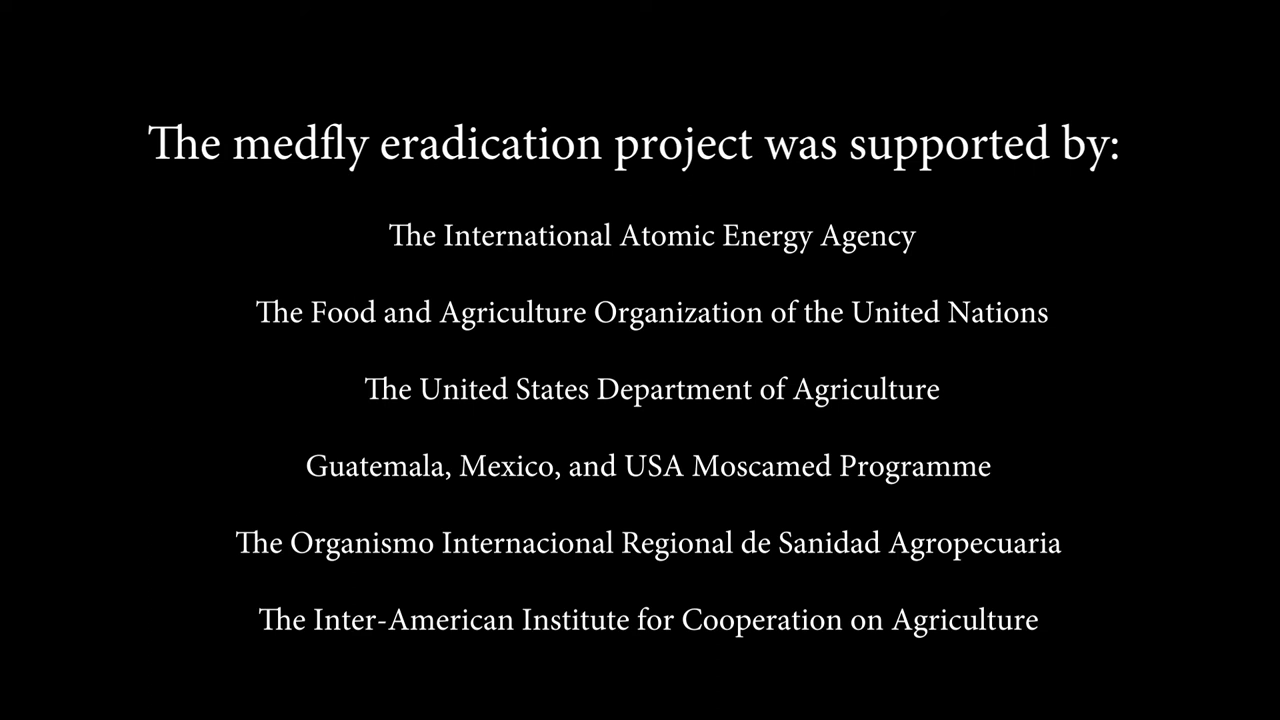 The medfly eradication project was supported by:
The International Atomic Energy Agency
The Food and Agriculture Organization of the United Nations
The United States Department of Agriculture
Guatemala, Mexico, and USA Moscamed Programme
The Organismo Internacional Regional de Sanidad Agropecuaria
The Inter-American Institute for Cooperation on Agriculture